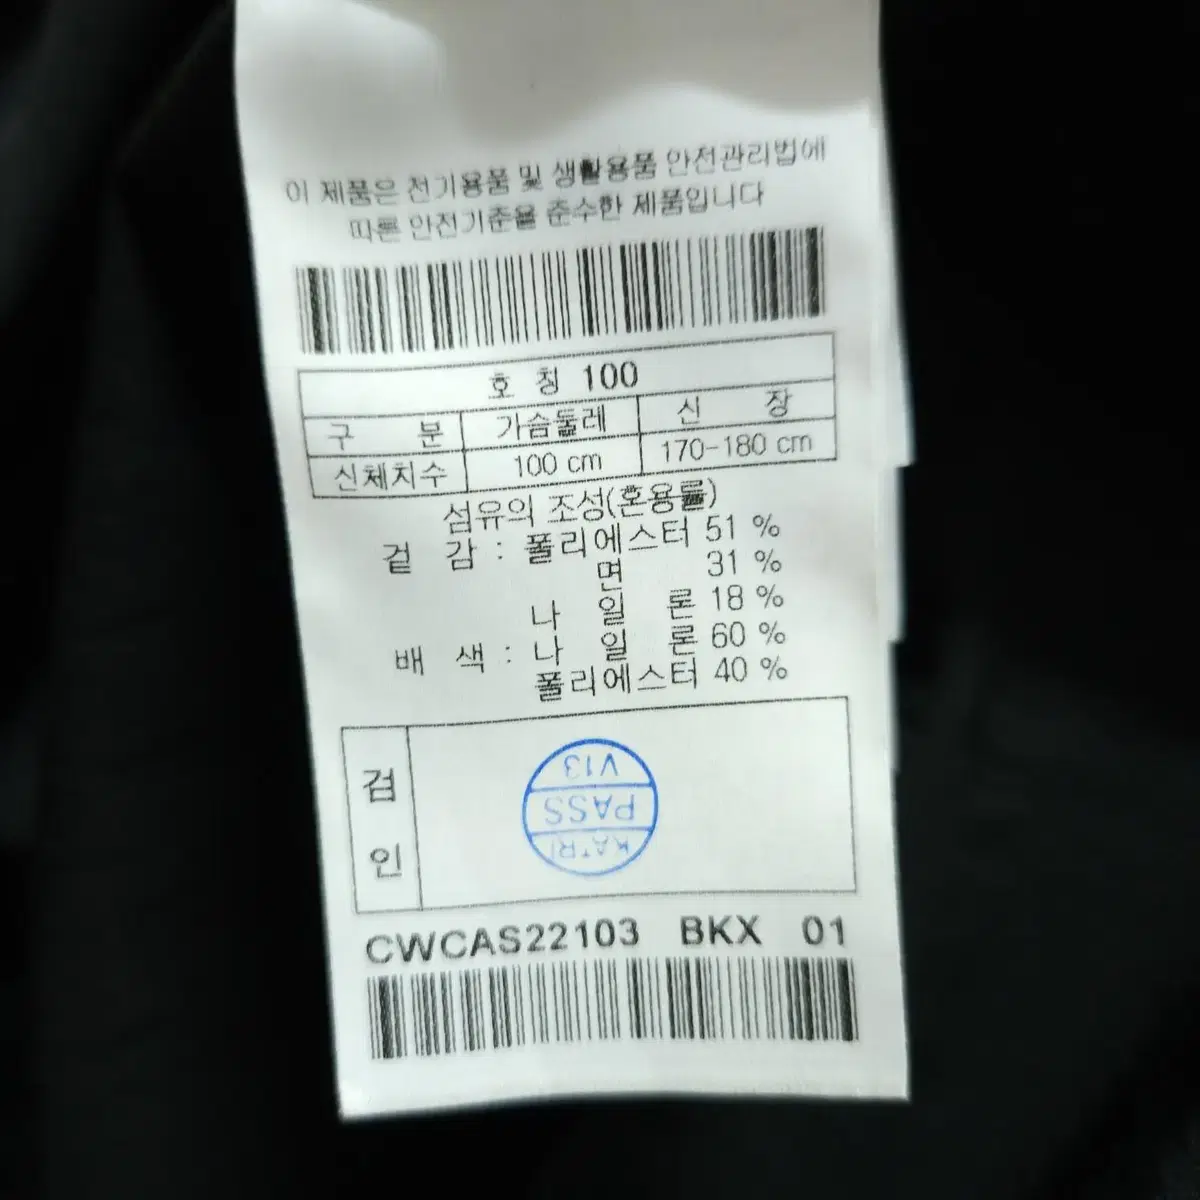 이 제품은 전기용품 및 생활용품 안전관리법에
따른 안전기준을 준수한 제품입니다
호 칭 100
구 분 가슴둘레 신 장
신체치수 100 cm 170-180 cm
섬유의 조성(혼용률)
겉 감 : 폴리에스터 51 %
면 31 %
나 일 론 18 %
배 색 : 나 일 론 60 %
폴리에스터 40 %
검
인
V13
PASS
KATRI
CWCAS22103 BKX 01